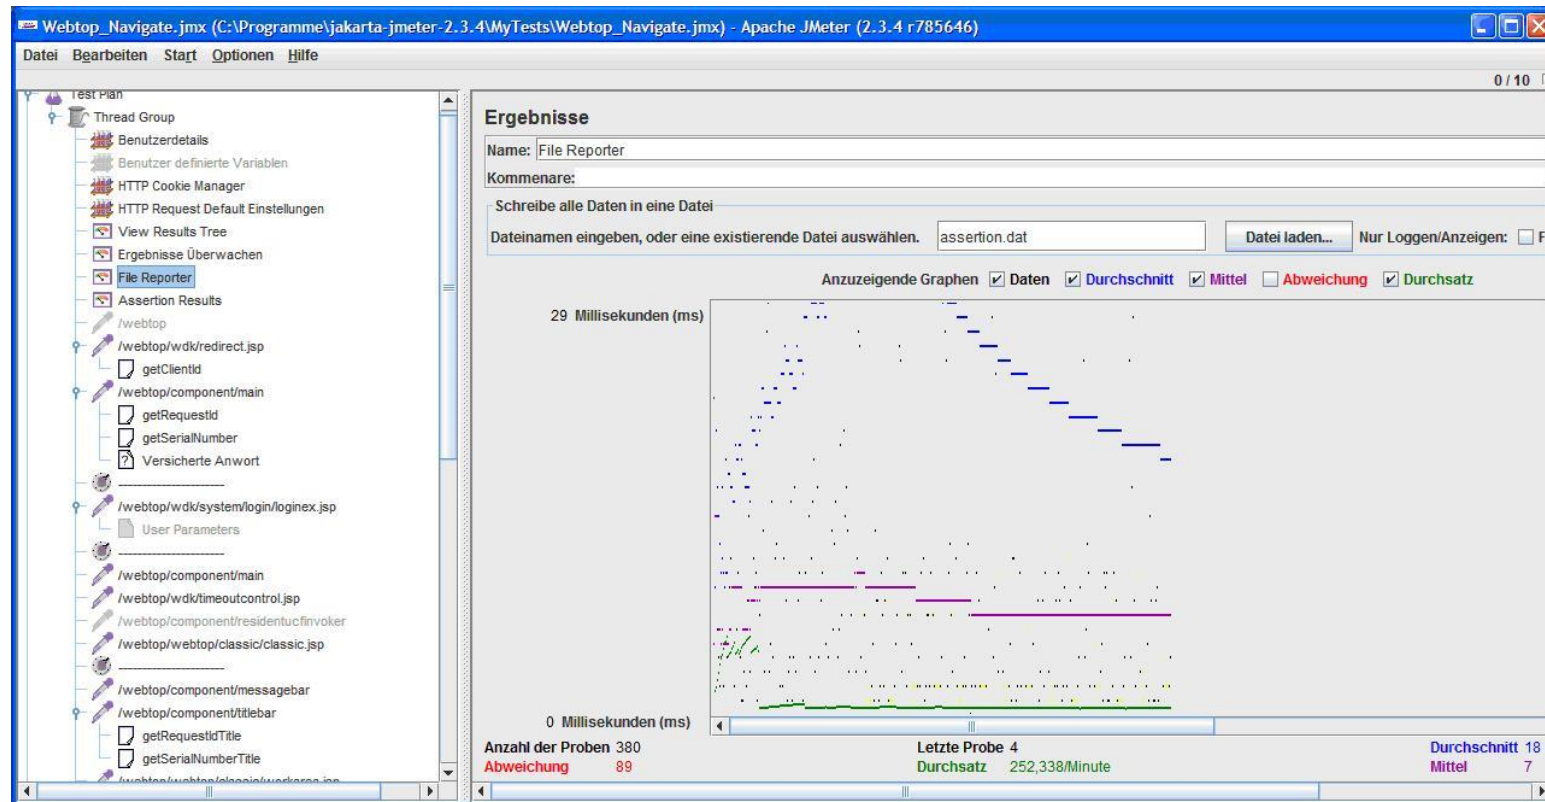 Webtop_Navigate.jmx (C:\Programme\jakarta-jmeter-2.3.4\MyTests\Webtop_Navigate.jmx) - Apache JMeter (2.3.4 r785646)
Datei Bearbeiten Start Optionen Hilfe
0 / 10
Test Plan
Thread Group
Benutzerdetails
Benutzer definierte Variablen
HTTP Cookie Manager
HTTP Request Default Einstellungen
View Results Tree
Ergebnisse Überwachen
File Reporter
Assertion Results
/webtop
/webtop/wdk/redirect.jsp
getClientId
/webtop/component/main
getRequestId
getSerialNumber
Versicherte Anwort
----------------------
/webtop/wdk/system/login/loginex.jsp
User Parameters
----------------------
/webtop/component/main
/webtop/wdk/timeoutcontrol.jsp
/webtop/component/residentucfinvoker
/webtop/webtop/classic/classic.jsp
----------------------
/webtop/component/messagebar
/webtop/component/titlebar
getRequestIdTitle
getSerialNumberTitle
/webtop/webtop/classic/workarea.jsp
Ergebnisse
Name: File Reporter
Kommenare:
Schreibe alle Daten in eine Datei
Dateinamen eingeben, oder eine existierende Datei auswählen. assertion.dat Datei laden... Nur Loggen/Anzeigen: F
Anzuzeigende Graphen Daten Durchschnitt Mittel Abweichung Durchsatz
29 Millisekunden (ms)
0 Millisekunden (ms)
Anzahl der Proben 380 Letzte Probe 4 Durchschnitt 18
Abweichung 89 Durchsatz 252,338/Minute Mittel 7